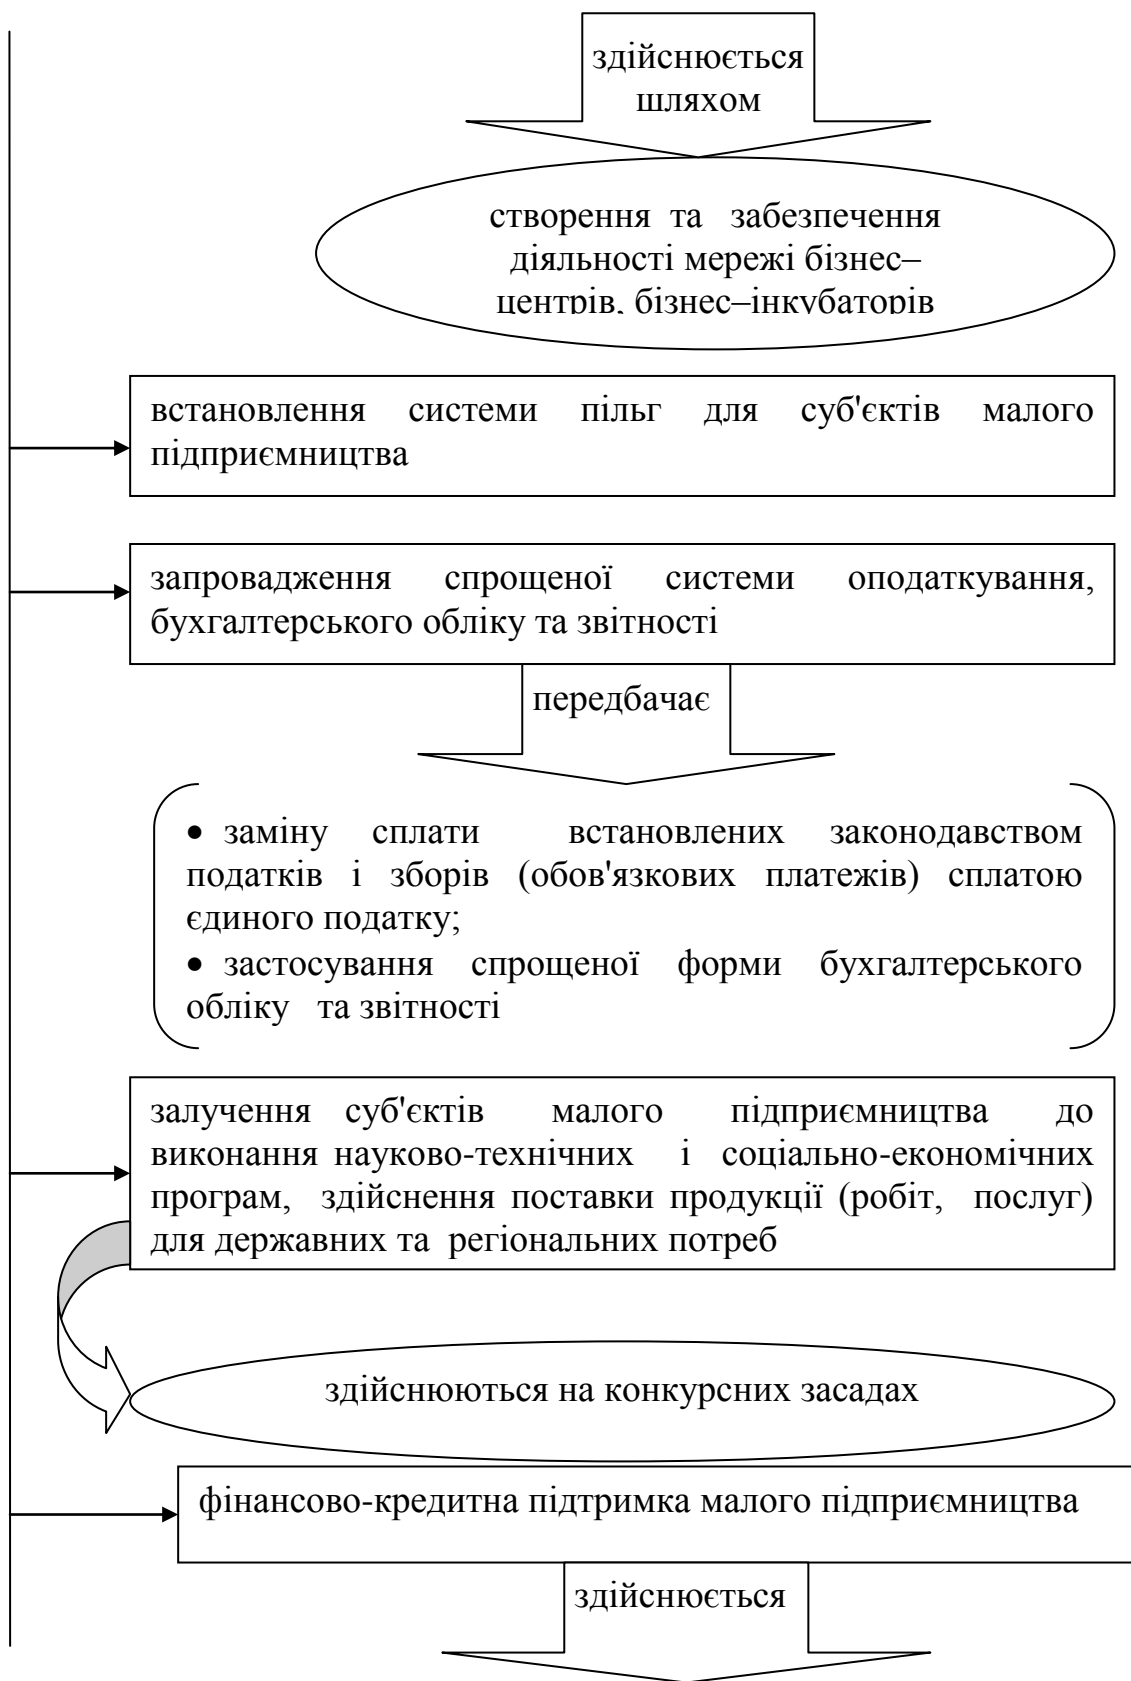 здійснюється
шляхом
створення та забезпечення
діяльності мережі бізнес–
центрів, бізнес–інкубаторів
встановлення системи пільг для суб'єктів малого
підприємництва
запровадження спрощеної системи оподаткування,
бухгалтерського обліку та звітності
передбачає
• заміну сплати встановлених законодавством
податків і зборів (обов'язкових платежів) сплатою
єдиного податку;
• застосування спрощеної форми бухгалтерського
обліку та звітності
залучення суб'єктів малого підприємництва до
виконання науково-технічних і соціально-економічних
програм, здійснення поставки продукції (робіт, послуг)
для державних та регіональних потреб
здійснюються на конкурсних засадах
фінансово-кредитна підтримка малого підприємництва
здійснюється